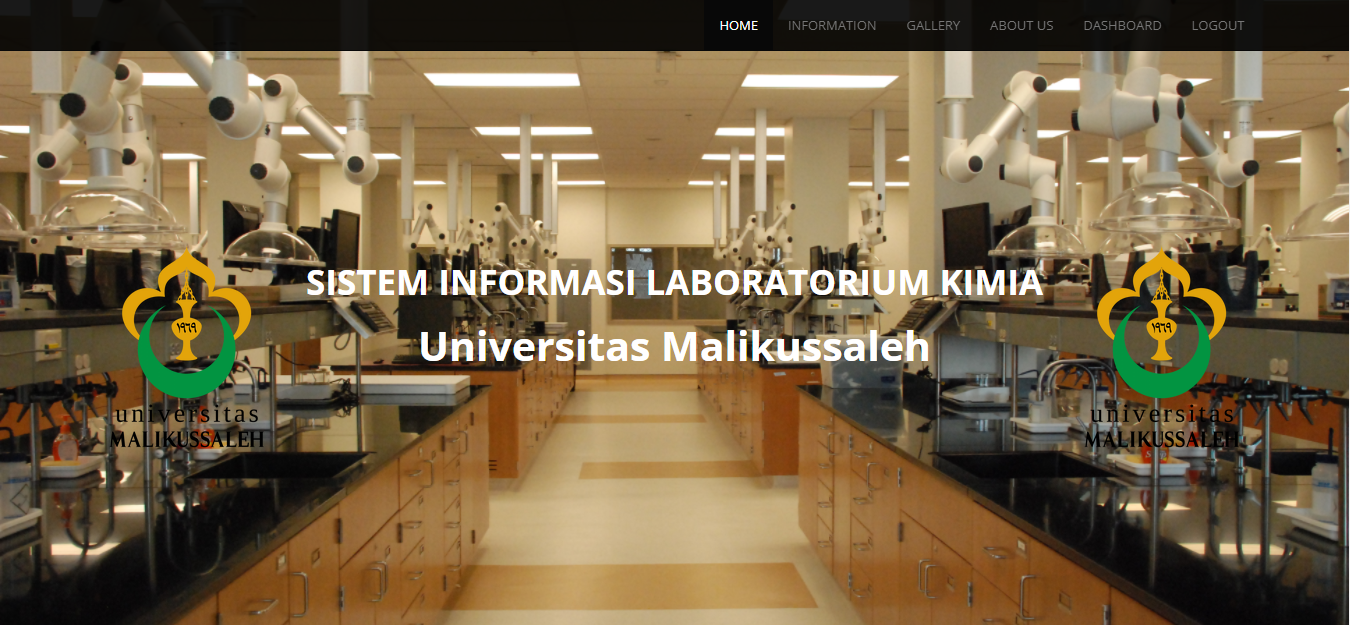 HOME INFORMATION GALLERY ABOUT US DASHBOARD LOGOUT
SISTEM INFORMASI LABORATORIUM KIMIA
Universitas Malikussaleh
١٩٦٩
universitas
MALIKUSSALEH
١٩٦٩
universitas
MALIKUSSALEH